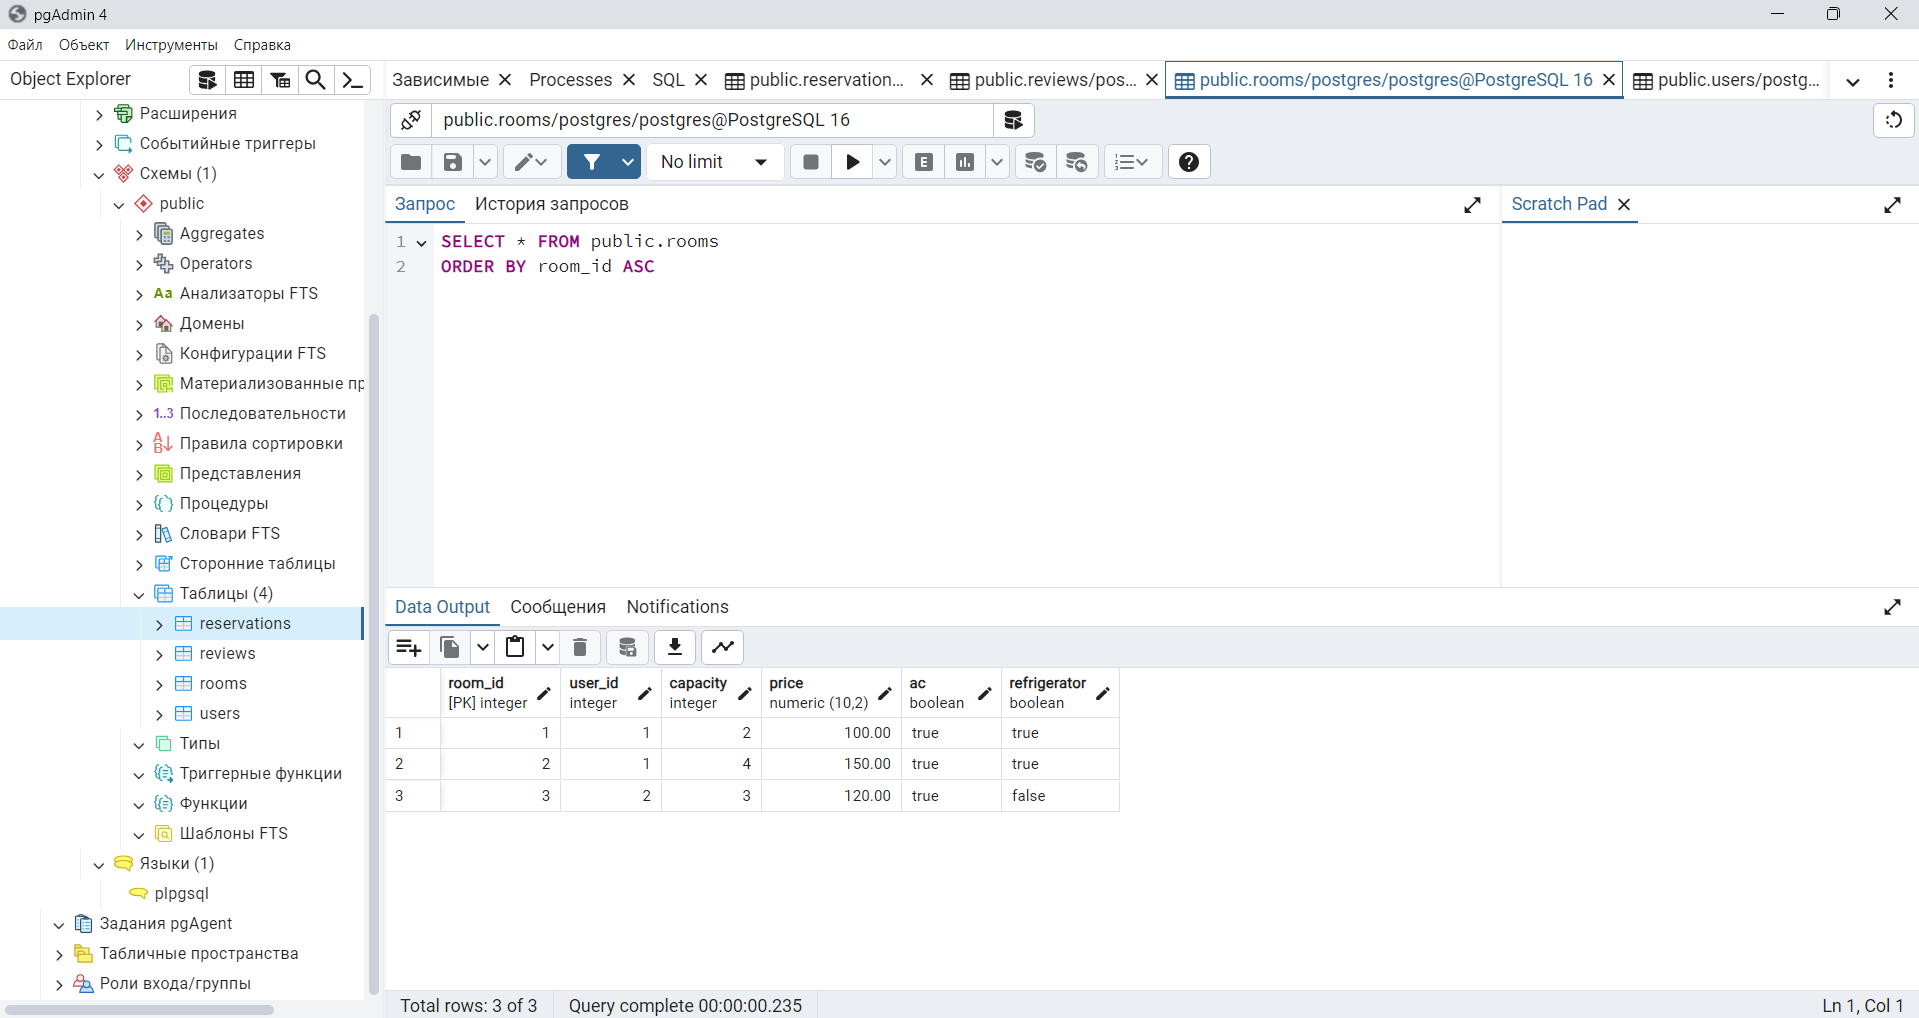 pgAdmin 4
Файл Объект Инструменты Справка
Object Explorer
Зависимые Processes SQL public.reservation... public.reviews/pos... public.rooms/postgres/postgres@PostgreSQL 16 public.users/postg...
public.rooms/postgres/postgres@PostgreSQL 16
No limit
E
Запрос История запросов
Scratch Pad
1 SELECT * FROM public.rooms
2 ORDER BY room_id ASC
Расширения
Событийные триггеры
Схемы (1)
public
Aggregates
Operators
Aa Анализаторы FTS
Домены
Конфигурации FTS
Материализованные пр
1..3 Последовательности
Правила сортировки
Представления
Процедуры
Словари FTS
Сторонние таблицы
Таблицы (4)
reservations
reviews
rooms
users
Типы
Триггерные функции
Функции
Шаблоны FTS
Языки (1)
plpgsql
Задания pgAgent
Табличные пространства
Роли входа/группы
Data Output Сообщения Notifications
room_id user_id capacity price ac refrigerator
[PK] integer integer integer numeric (10,2) boolean boolean
1 1 1 2 100.00 true true
2 2 1 4 150.00 true true
3 3 2 3 120.00 true false
Total rows: 3 of 3 Query complete 00:00:00.235 Ln 1, Col 1